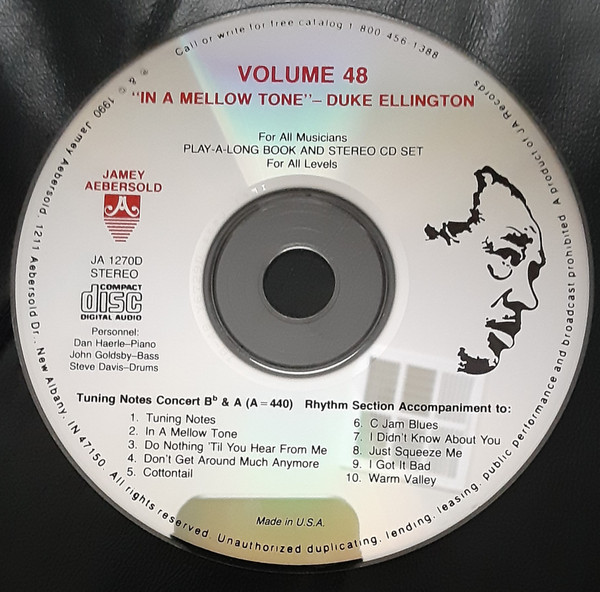 Call or write for free catalog 1-800-456-1388
VOLUME 48
"IN A MELLOW TONE"– DUKE ELLINGTON
For All Musicians
PLAY-A-LONG BOOK AND STEREO CD SET
For All Levels
JAMEY
AEBERSOLD
JA
JA 1270D
STEREO
COMPACT
disc
DIGITAL AUDIO
Personnel:
Dan Haerle–Piano
John Goldsby–Bass
Steve Davis–Drums
Tuning Notes Concert Bb & A (A=440) Rhythm Section Accompaniment to:
1. Tuning Notes
2. In A Mellow Tone
3. Do Nothing 'Til You Hear From Me
4. Don't Get Around Much Anymore
5. Cottontail
6. C Jam Blues
7. I Didn't Know About You
8. Just Squeeze Me
9. I Got It Bad
10. Warm Valley
Made in U.S.A.
℗ & © 1990 Jamey Aebersold. 1211 Aebersold Dr., New Albany, IN 47150. All rights reserved. Unauthorized duplicating, lending, leasing, public performance and broadcast prohibited. A product of JA Records